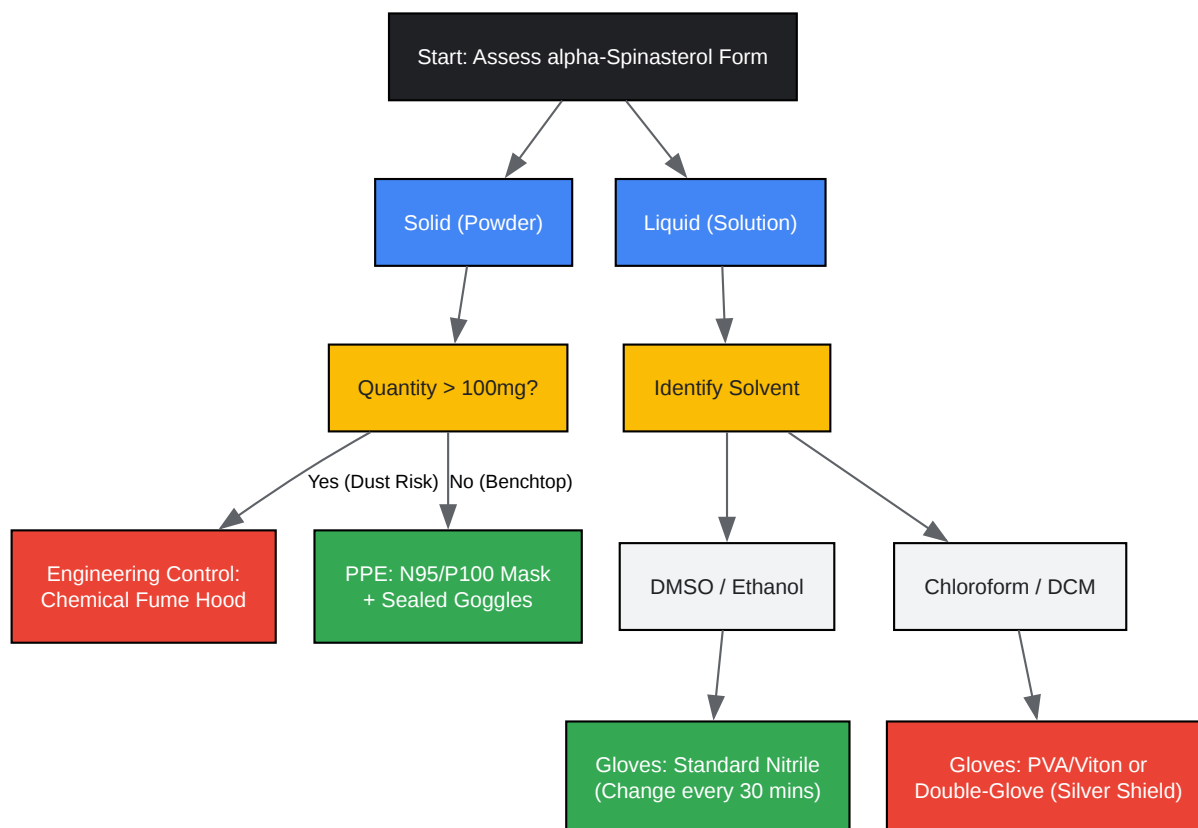 Start: Assess alpha-Spinasterol Form
Solid (Powder)
Liquid (Solution)
Quantity > 100mg?
Identify Solvent
Yes (Dust Risk)
No (Benchtop)
Engineering Control:
Chemical Fume Hood
PPE: N95/P100 Mask
+ Sealed Goggles
DMSO / Ethanol
Chloroform / DCM
Gloves: Standard Nitrile
(Change every 30 mins)
Gloves: PVA/Viton or
Double-Glove (Silver Shield)